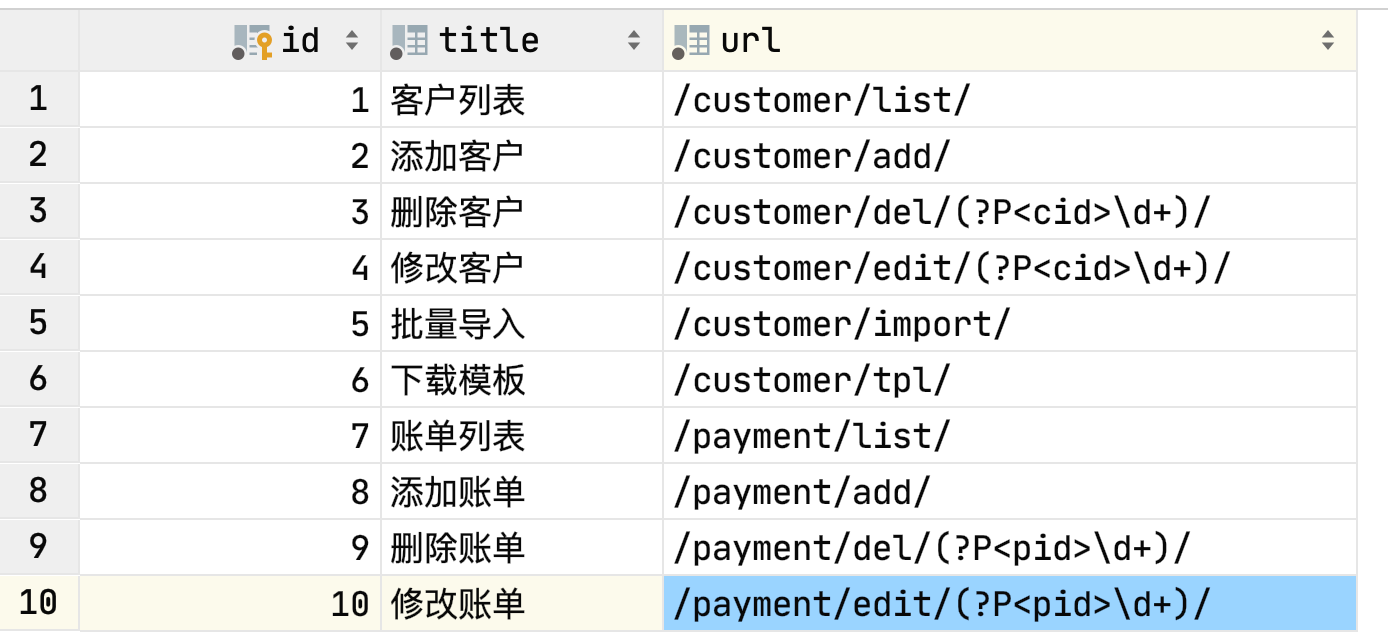 id title url
1 1 客户列表 /customer/list/
2 2 添加客户 /customer/add/
3 3 删除客户 /customer/del/(?P<cid>\d+)/
4 4 修改客户 /customer/edit/(?P<cid>\d+)/
5 5 批量导入 /customer/import/
6 6 下载模板 /customer/tpl/
7 7 账单列表 /payment/list/
8 8 添加账单 /payment/add/
9 9 删除账单 /payment/del/(?P<pid>\d+)/
10 10 修改账单 /payment/edit/(?P<pid>\d+)/